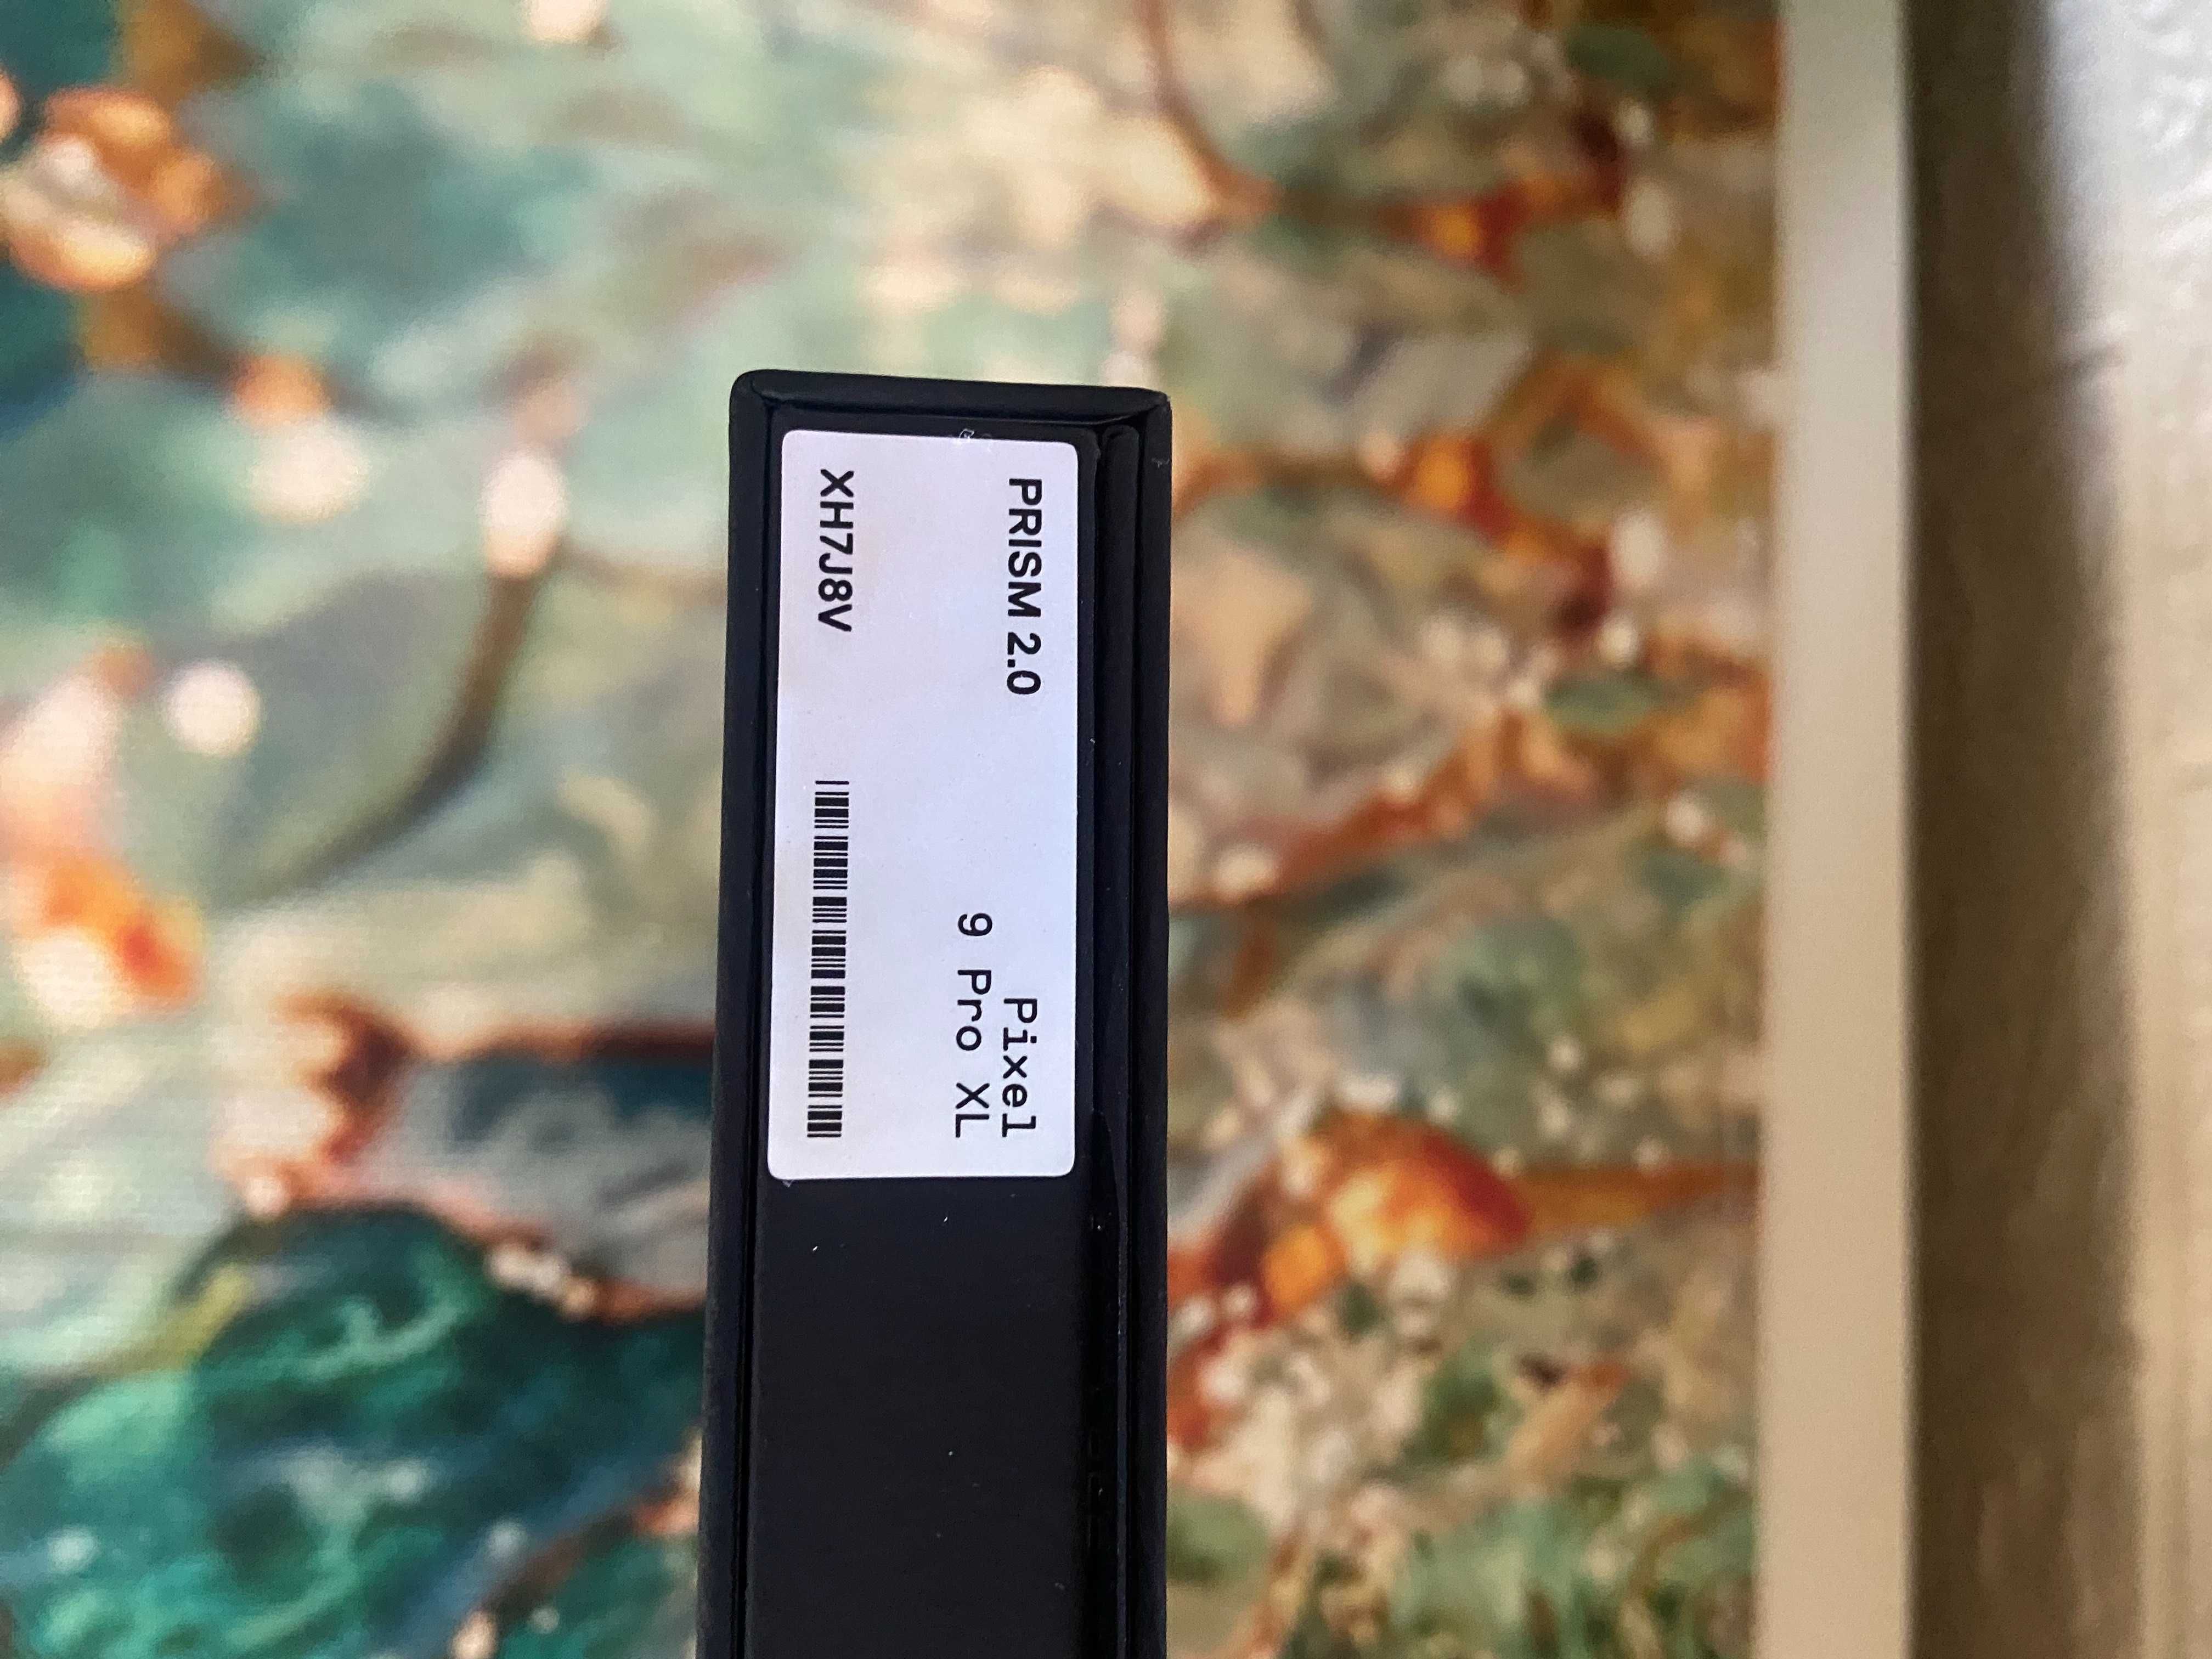 PRISM 2.0
Pixel
9 Pro XL
XH7J8V